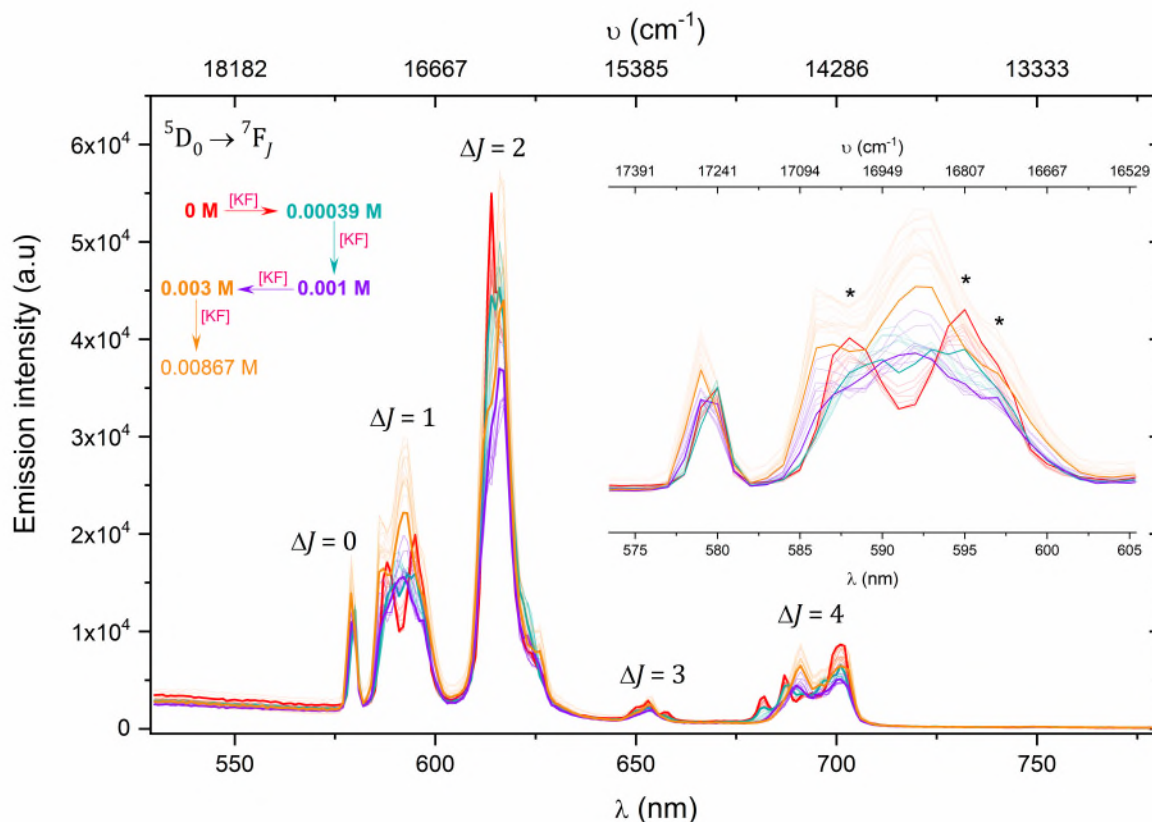 υ (cm⁻¹)
18182 16667 15385 14286 13333
⁵D₀ → ⁷F_J
ΔJ = 2
6x10⁴
5x10⁴
4x10⁴
3x10⁴
2x10⁴
1x10⁴
0
Emission intensity (a.u)
0 M [KF] 0.00039 M
[KF]
0.003 M [KF] 0.001 M
[KF]
0.00867 M
ΔJ = 1
ΔJ = 0
ΔJ = 3
ΔJ = 4
υ (cm⁻¹)
17391 17241 17094 16949 16807 16667 16529
* * *
575 580 585 590 595 600 605
λ (nm)
550 600 650 700 750
λ (nm)